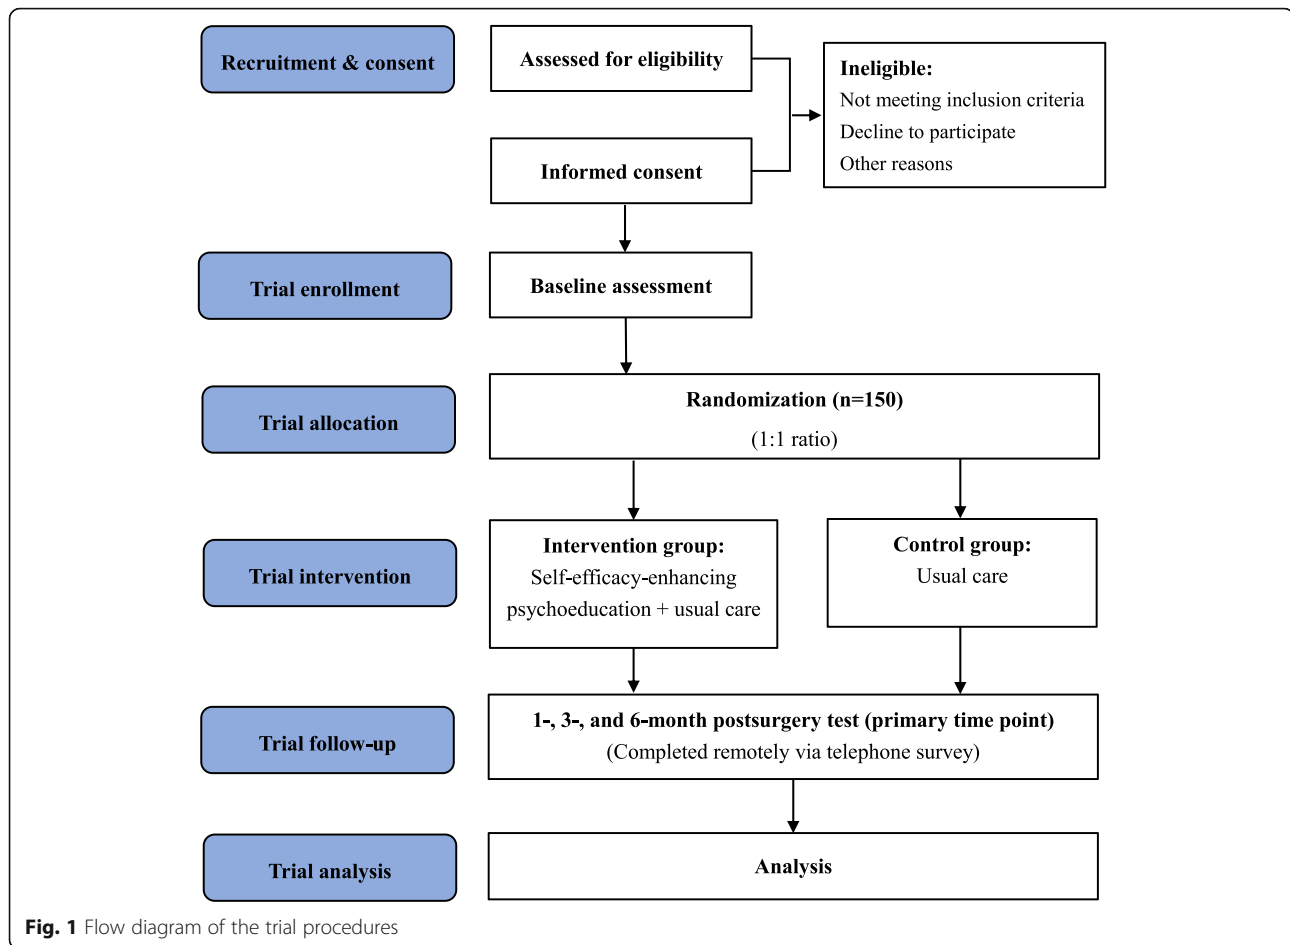 Recruitment & consent
Assessed for eligibility
Ineligible:
Not meeting inclusion criteria
Decline to participate
Other reasons
Informed consent
Trial enrollment
Baseline assessment
Trial allocation
Randomization (n=150)
(1:1 ratio)
Trial intervention
Intervention group:
Self-efficacy-enhancing
psychoeducation + usual care
Control group:
Usual care
Trial follow-up
1-, 3-, and 6-month postsurgery test (primary time point)
(Completed remotely via telephone survey)
Trial analysis
Analysis
Fig. 1 Flow diagram of the trial procedures